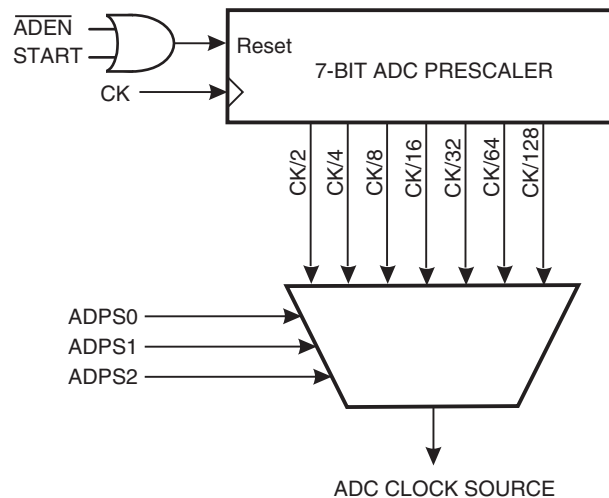 ADEN
START
Reset
7-BIT ADC PRESCALER
CK
CK/2
CK/4
CK/8
CK/16
CK/32
CK/64
CK/128
ADPS0
ADPS1
ADPS2
ADC CLOCK SOURCE